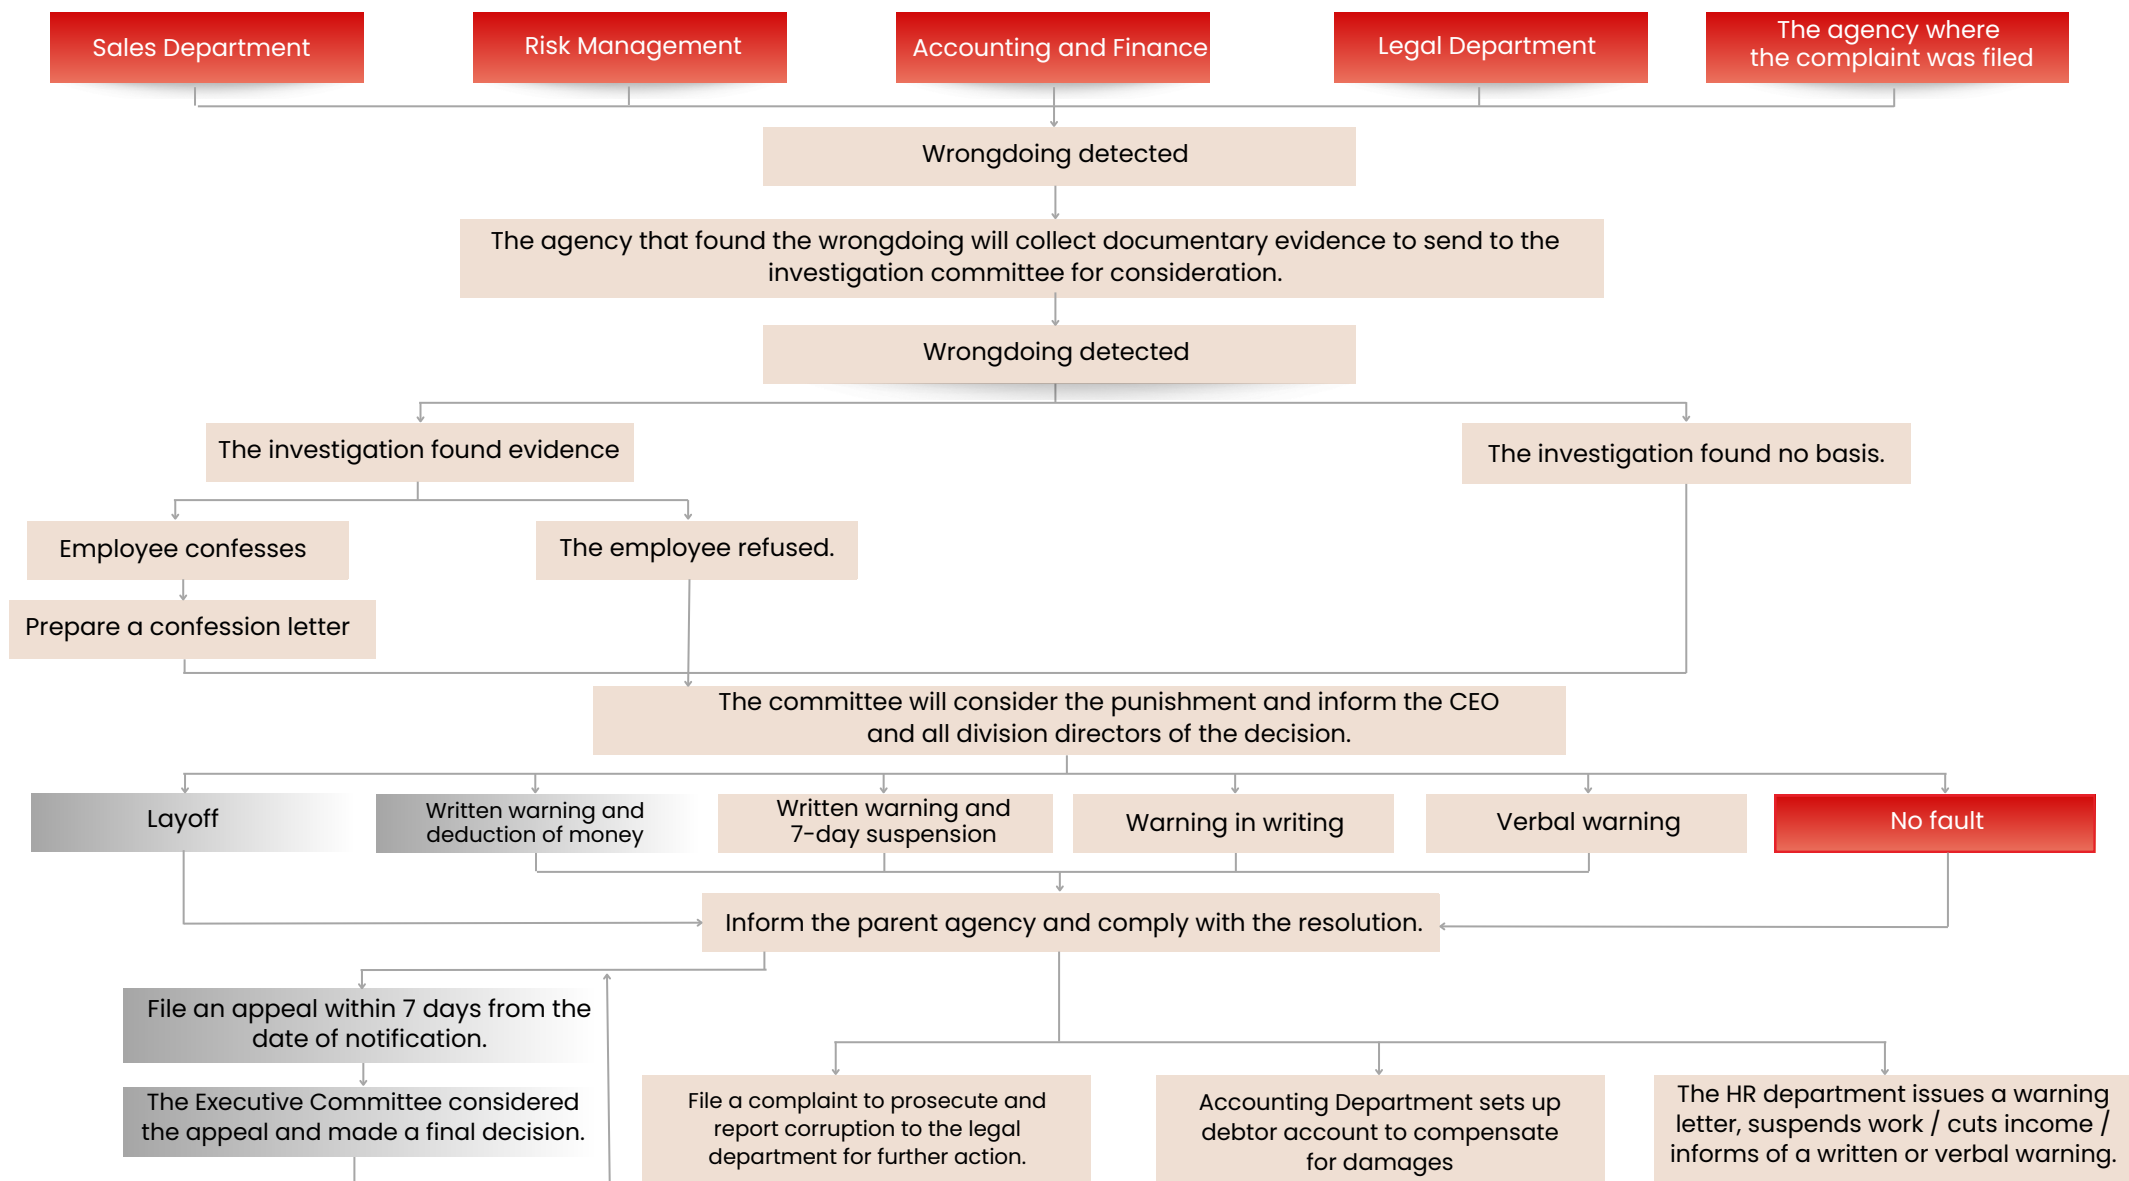 Sales Department
Risk Management
Accounting and Finance
Legal Department
The agency where
the complaint was filed
Wrongdoing detected
The agency that found the wrongdoing will collect documentary evidence to send to the
investigation committee for consideration.
Wrongdoing detected
The investigation found evidence
The investigation found no basis.
Employee confesses
The employee refused.
Prepare a confession letter
The committee will consider the punishment and inform the CEO
and all division directors of the decision.
Layoff
Written warning and
deduction of money
Written warning and
7-day suspension
Warning in writing
Verbal warning
No fault
Inform the parent agency and comply with the resolution.
File an appeal within 7 days from the
date of notification.
The Executive Committee considered
the appeal and made a final decision.
File a complaint to prosecute and
report corruption to the legal
department for further action.
Accounting Department sets up
debtor account to compensate
for damages
The HR department issues a warning
letter, suspends work / cuts income /
informs of a written or verbal warning.